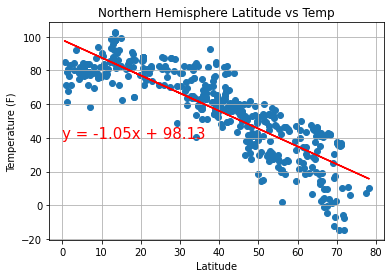 Northern Hemisphere Latitude vs Temp
Temperature (F)
100
80
60
40
20
0
−20
y = -1.05x + 98.13
0 10 20 30 40 50 60 70 80
Latitude